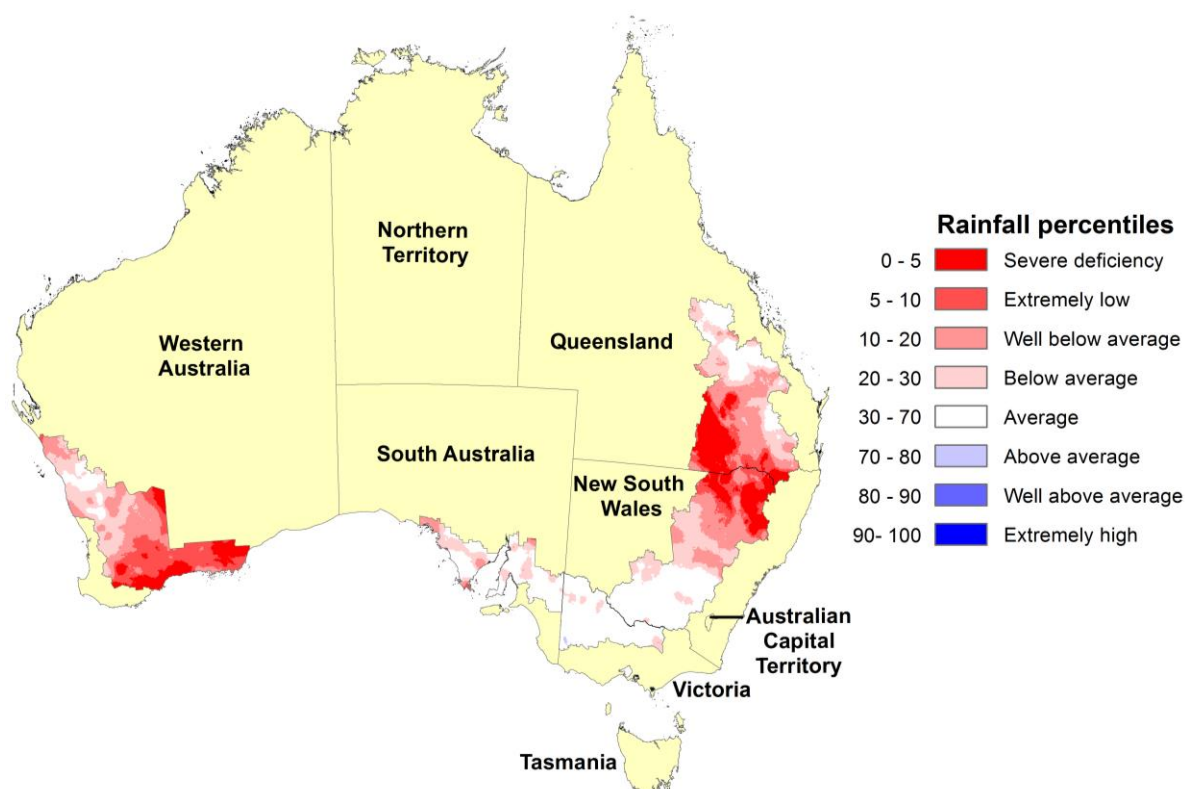 Northern
Territory
Western
Australia
Queensland
South Australia
New South
Wales
Australian
Capital
Territory
Victoria
Tasmania
Rainfall percentiles
0 - 5 Severe deficiency
5 - 10 Extremely low
10 - 20 Well below average
20 - 30 Below average
30 - 70 Average
70 - 80 Above average
80 - 90 Well above average
90- 100 Extremely high